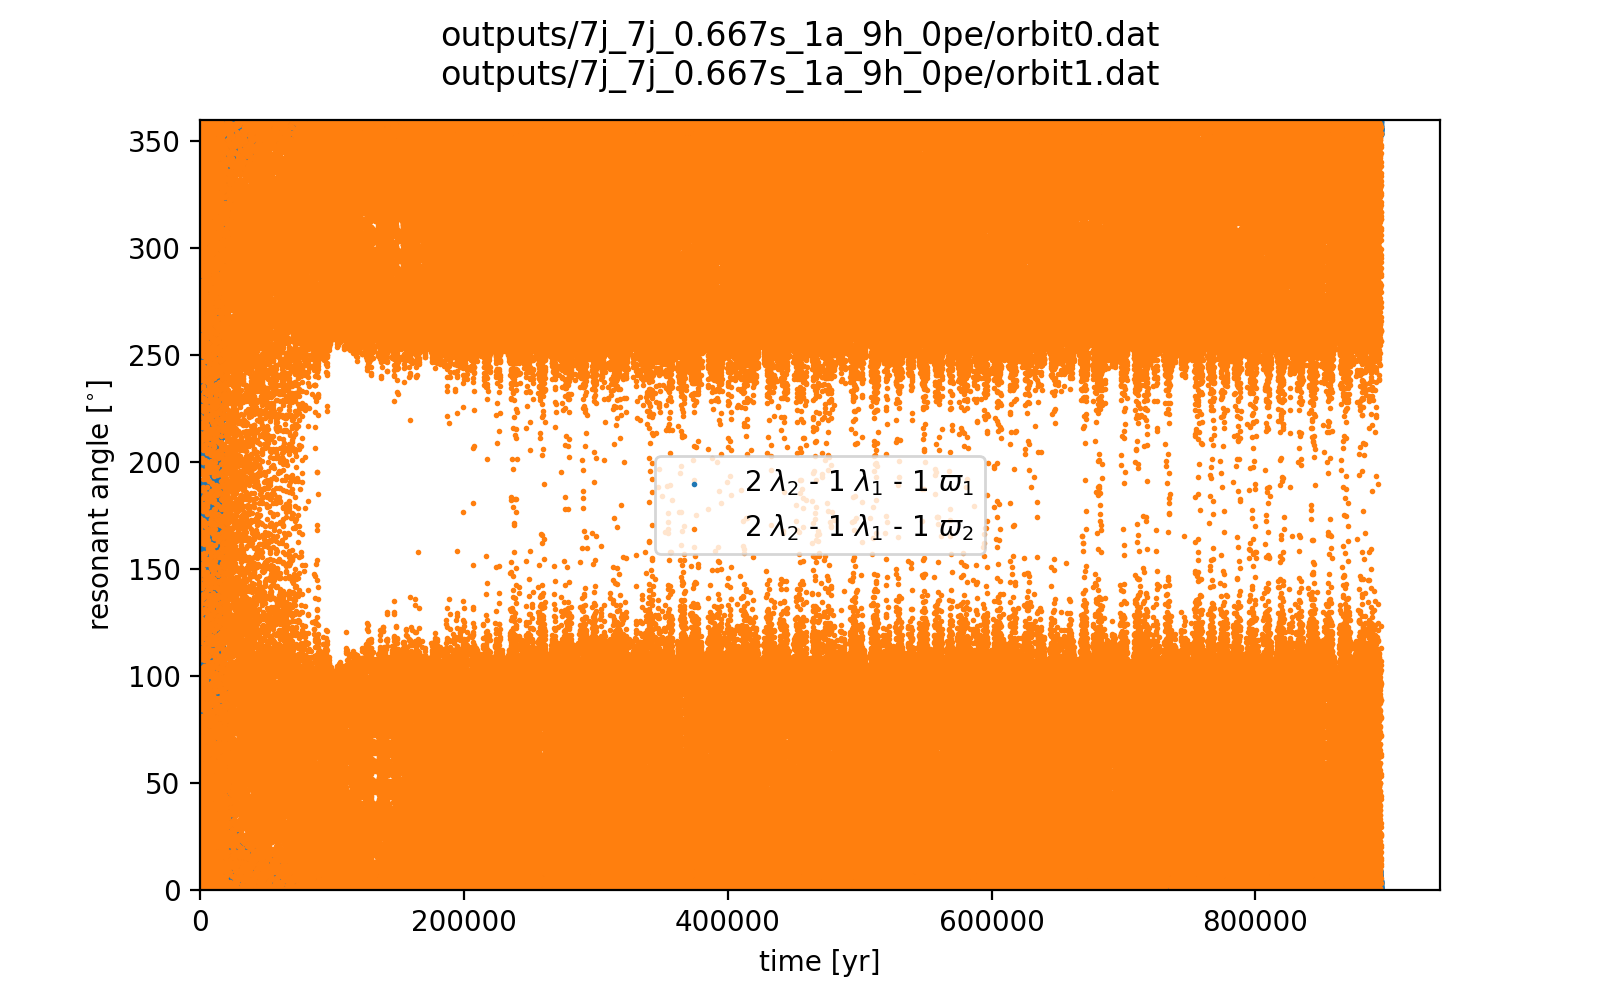 outputs/7j_7j_0.667s_1a_9h_0pe/orbit0.dat
outputs/7j_7j_0.667s_1a_9h_0pe/orbit1.dat
350
300
250
200
150
100
50
0
resonant angle [°]
2 λ₂ - 1 λ₁ - 1 ϖ₁
2 λ₂ - 1 λ₁ - 1 ϖ₂
0 200000 400000 600000 800000
time [yr]